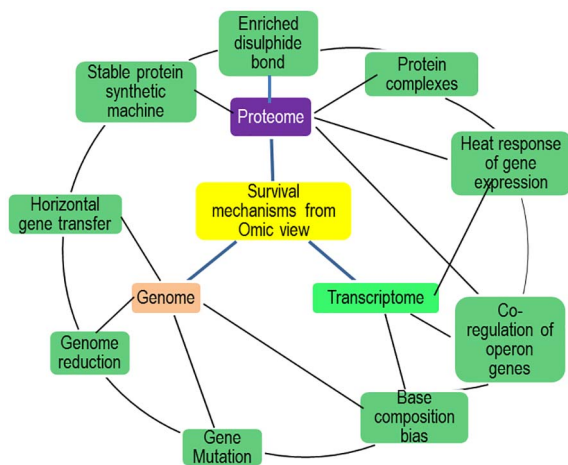 Enriched
disulphide
bond
Stable protein
synthetic
machine
Protein
complexes
Proteome
Heat response
of gene
expression
Survival
mechanisms from
Omic view
Horizontal
gene transfer
Genome
Transcriptome
Co-
regulation of
operon
genes
Genome
reduction
Base
composition
bias
Gene
Mutation